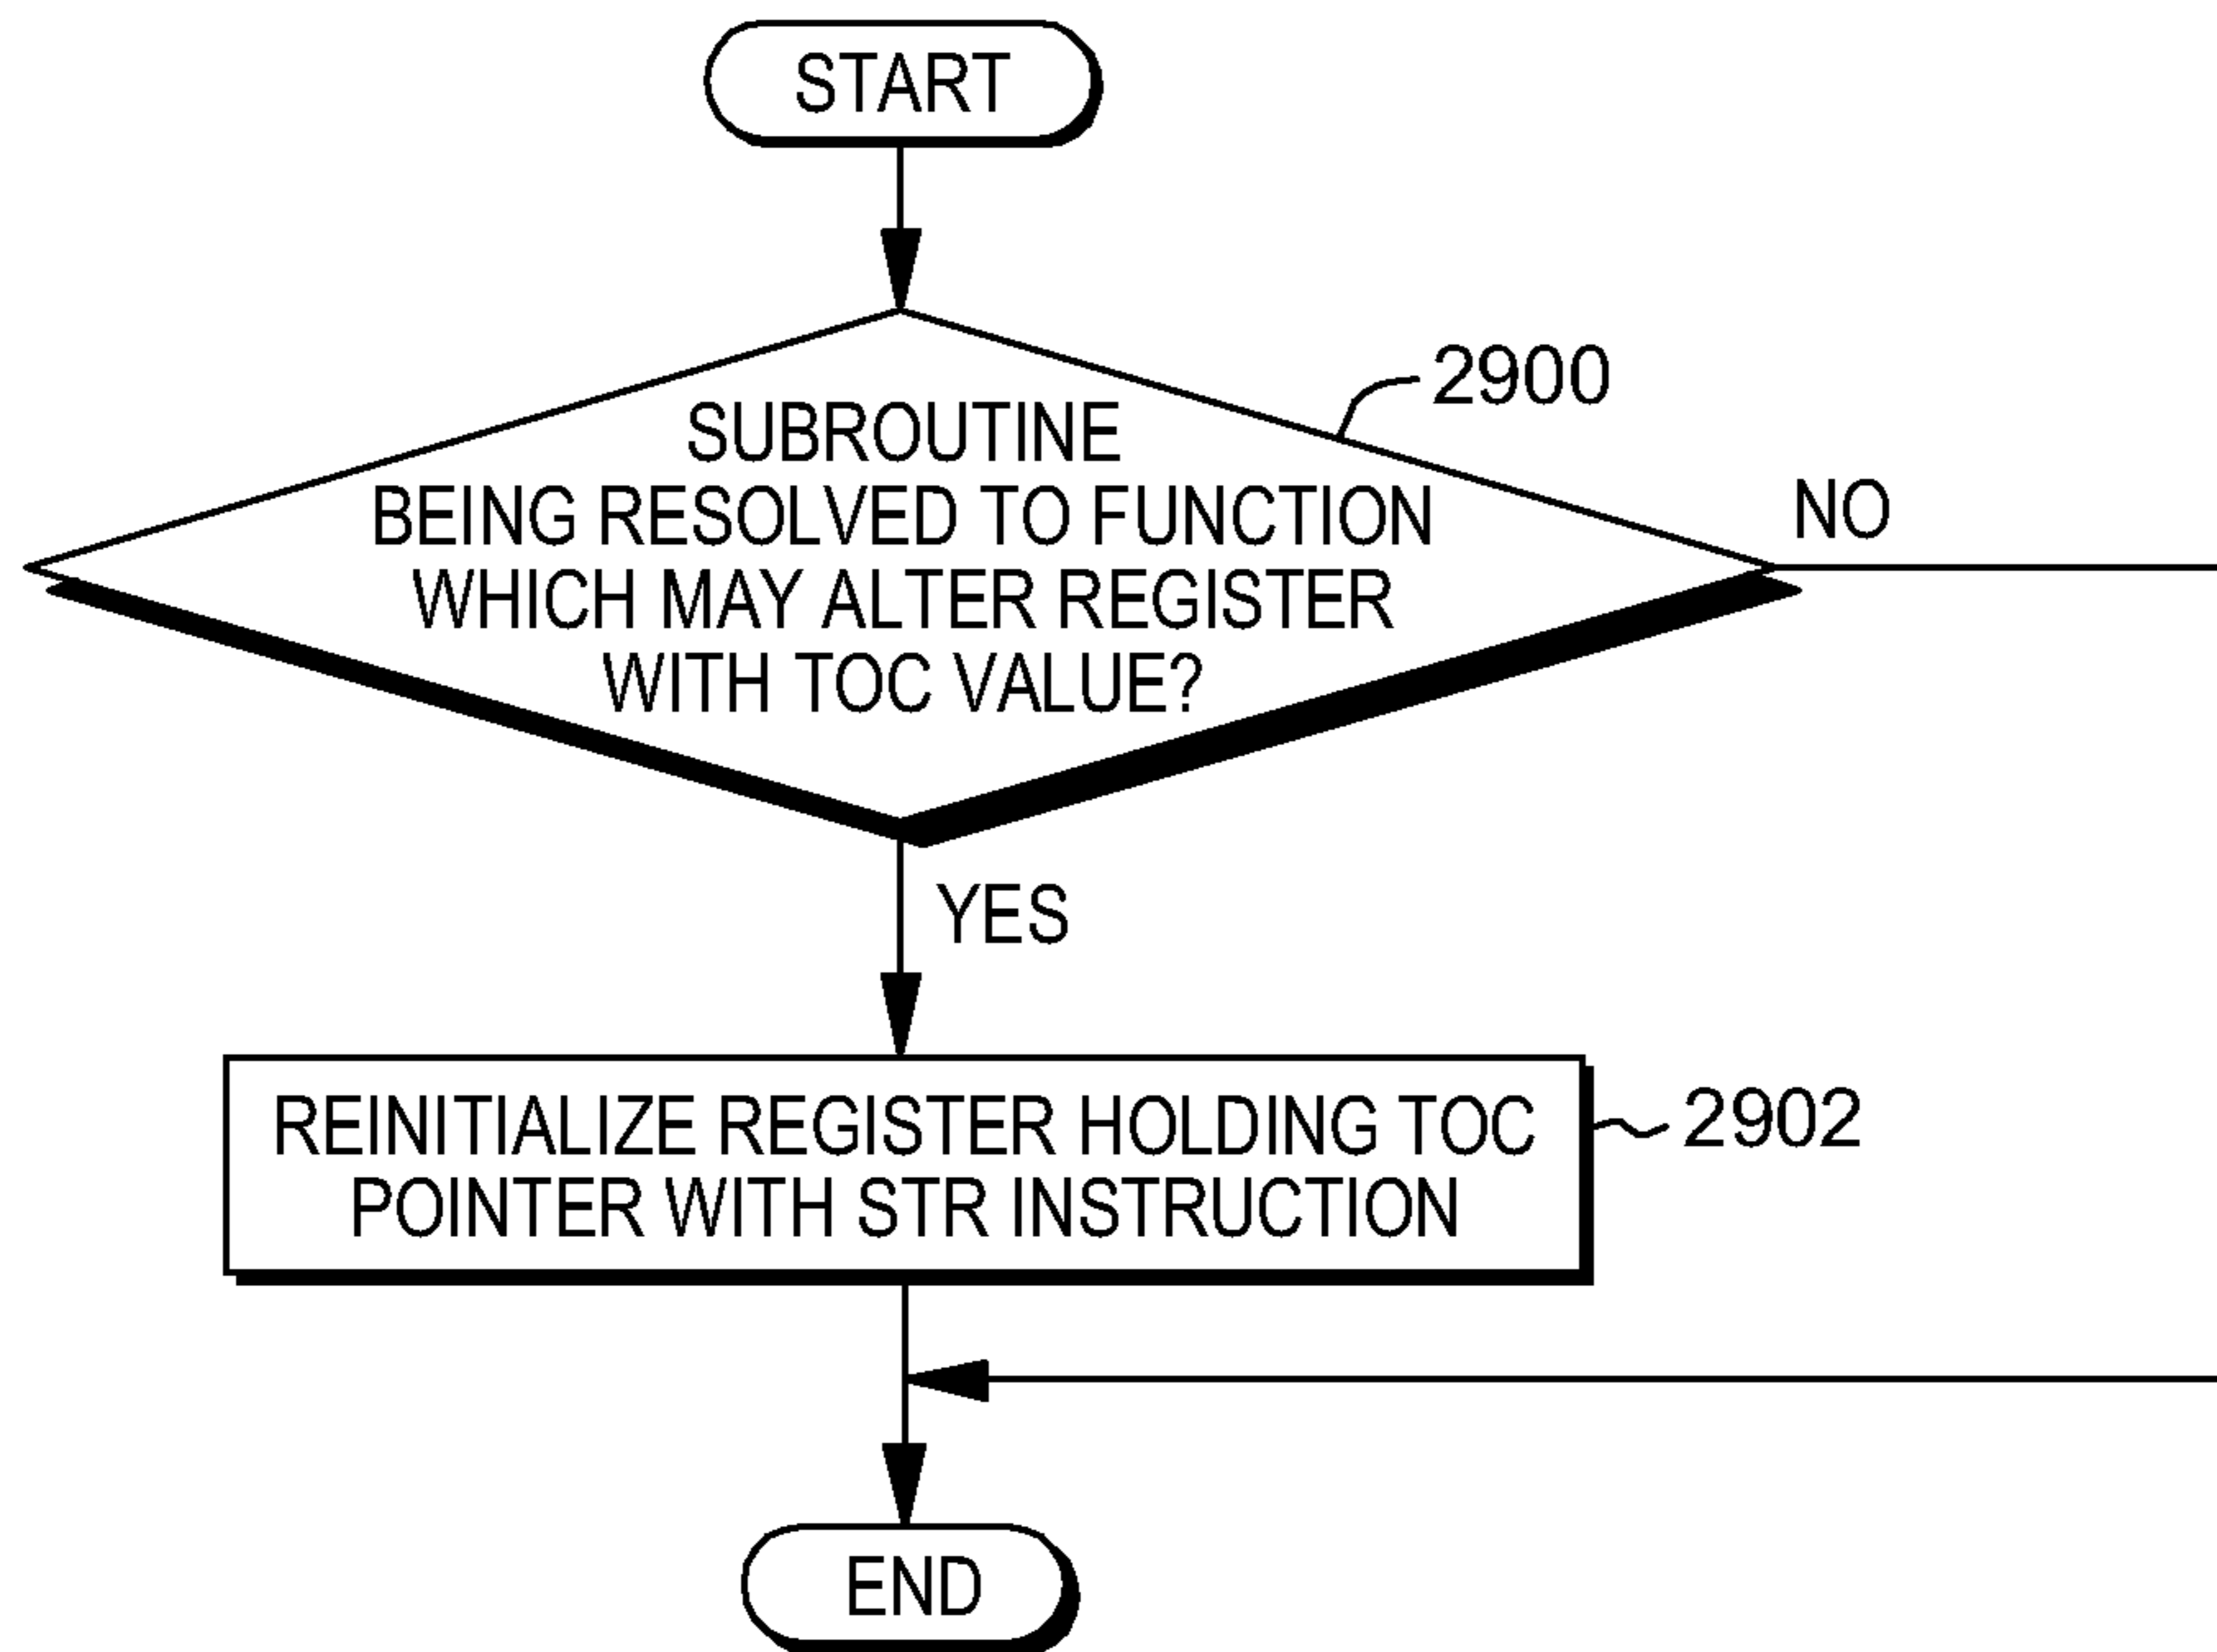 START
2900
SUBROUTINE
BEING RESOLVED TO FUNCTION
WHICH MAY ALTER REGISTER
WITH TOC VALUE?
NO
YES
REINITIALIZE REGISTER HOLDING TOC
POINTER WITH STR INSTRUCTION
2902
END